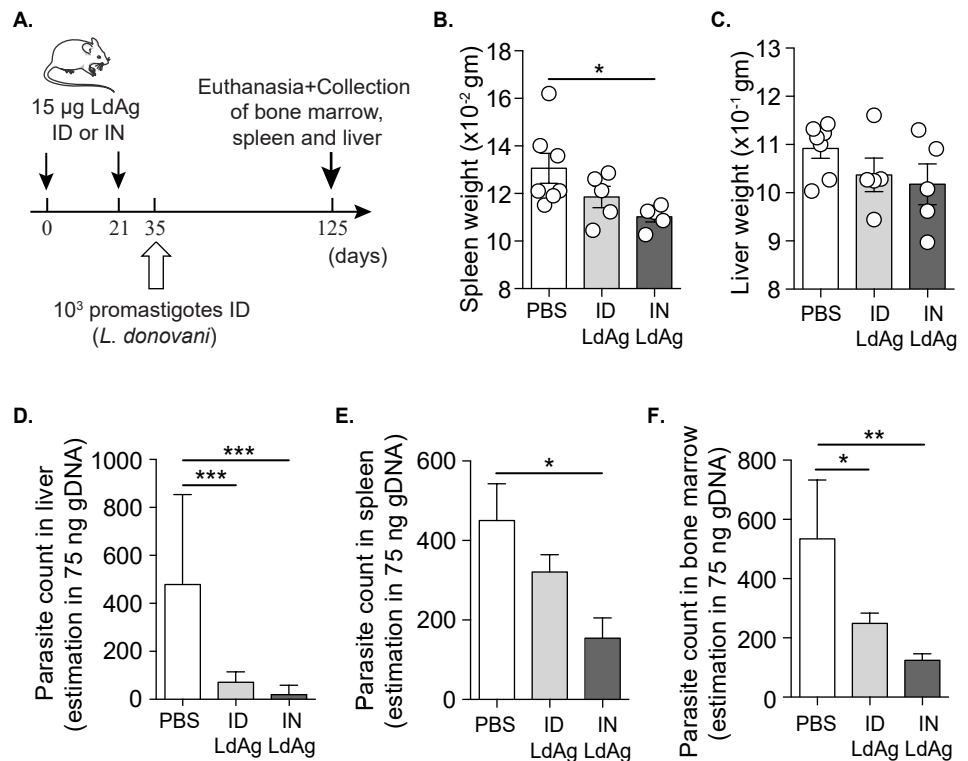 A.
15 µg LdAg
ID or IN
Euthanasia+Collection
of bone marrow,
spleen and liver
0
21
35
125
(days)
10³ promastigotes ID
(L. donovani)
B.
Spleen weight (x10⁻² gm)
18
16
14
12
10
8
*
PBS
ID
LdAg
IN
LdAg
C.
Liver weight (x10⁻¹ gm)
13
12
11
10
9
8
PBS
ID
LdAg
IN
LdAg
D.
Parasite count in liver
(estimation in 75 ng gDNA)
1000
800
600
400
200
0
***
***
PBS
ID
LdAg
IN
LdAg
E.
Parasite count in spleen
(estimation in 75 ng gDNA)
600
400
200
0
*
PBS
ID
LdAg
IN
LdAg
F.
Parasite count in bone marrow
(estimation in 75 ng gDNA)
800
600
400
200
0
**
*
PBS
ID
LdAg
IN
LdAg